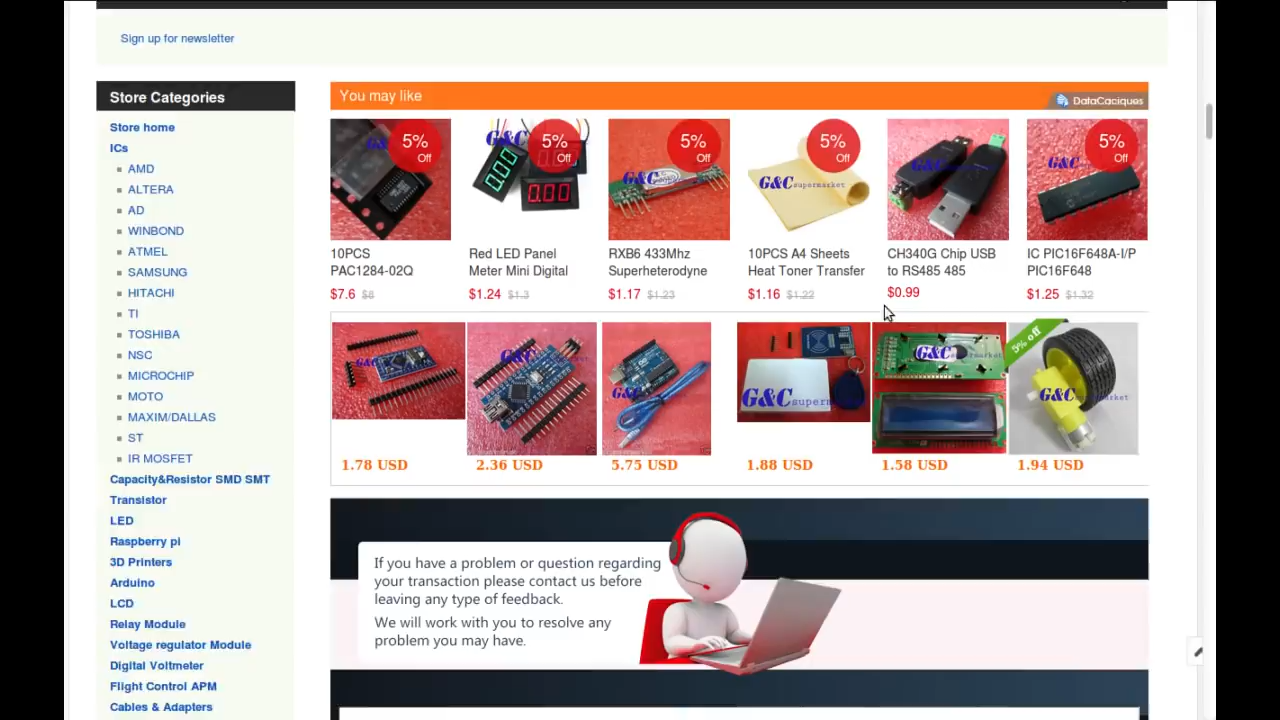 Sign up for newsletter
Store Categories
Store home
ICs
AMD
ALTERA
AD
WINBOND
ATMEL
SAMSUNG
HITACHI
TI
TOSHIBA
NSC
MICROCHIP
MOTO
MAXIM/DALLAS
ST
IR MOSFET
Capacity&Resistor SMD SMT
Transistor
LED
Raspberry pi
3D Printers
Arduino
LCD
Relay Module
Voltage regulator Module
Digital Voltmeter
Flight Control APM
Cables & Adapters
You may like
DataCaciques
5% Off
5% Off
5% Off
5% Off
5% Off
G&C
G&C
G&C
G&C supermarket
G&C
G&C
10PCS
PAC1284-02Q
$7.6 $8
Red LED Panel
Meter Mini Digital
$1.24 $1.3
RXB6 433Mhz
Superheterodyne
$1.17 $1.23
10PCS A4 Sheets
Heat Toner Transfer
$1.16 $1.22
CH340G Chip USB
to RS485 485
$0.99
IC PIC16F648A-I/P
PIC16F648
$1.25 $1.32
5% off
G&C
G&C
G&C
G&C super
G&C
G&C
1.78 USD
2.36 USD
5.75 USD
1.88 USD
1.58 USD
1.94 USD
If you have a problem or question regarding
your transaction please contact us before
leaving any type of feedback.
We will work with you to resolve any
problem you may have.